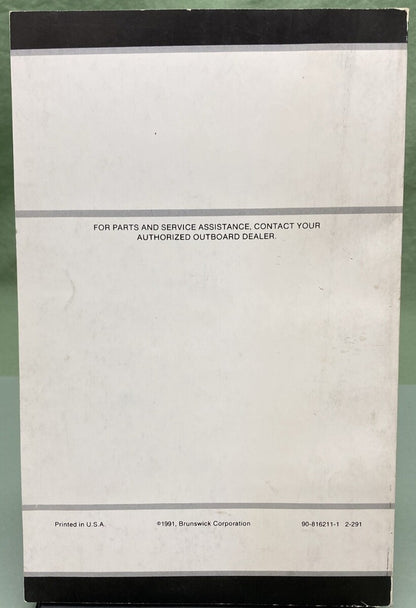 FOR PARTS AND SERVICE ASSISTANCE, CONTACT YOUR
AUTHORIZED OUTBOARD DEALER.
Printed in U.S.A. ©1991, Brunswick Corporation 90-816211-1 2-291